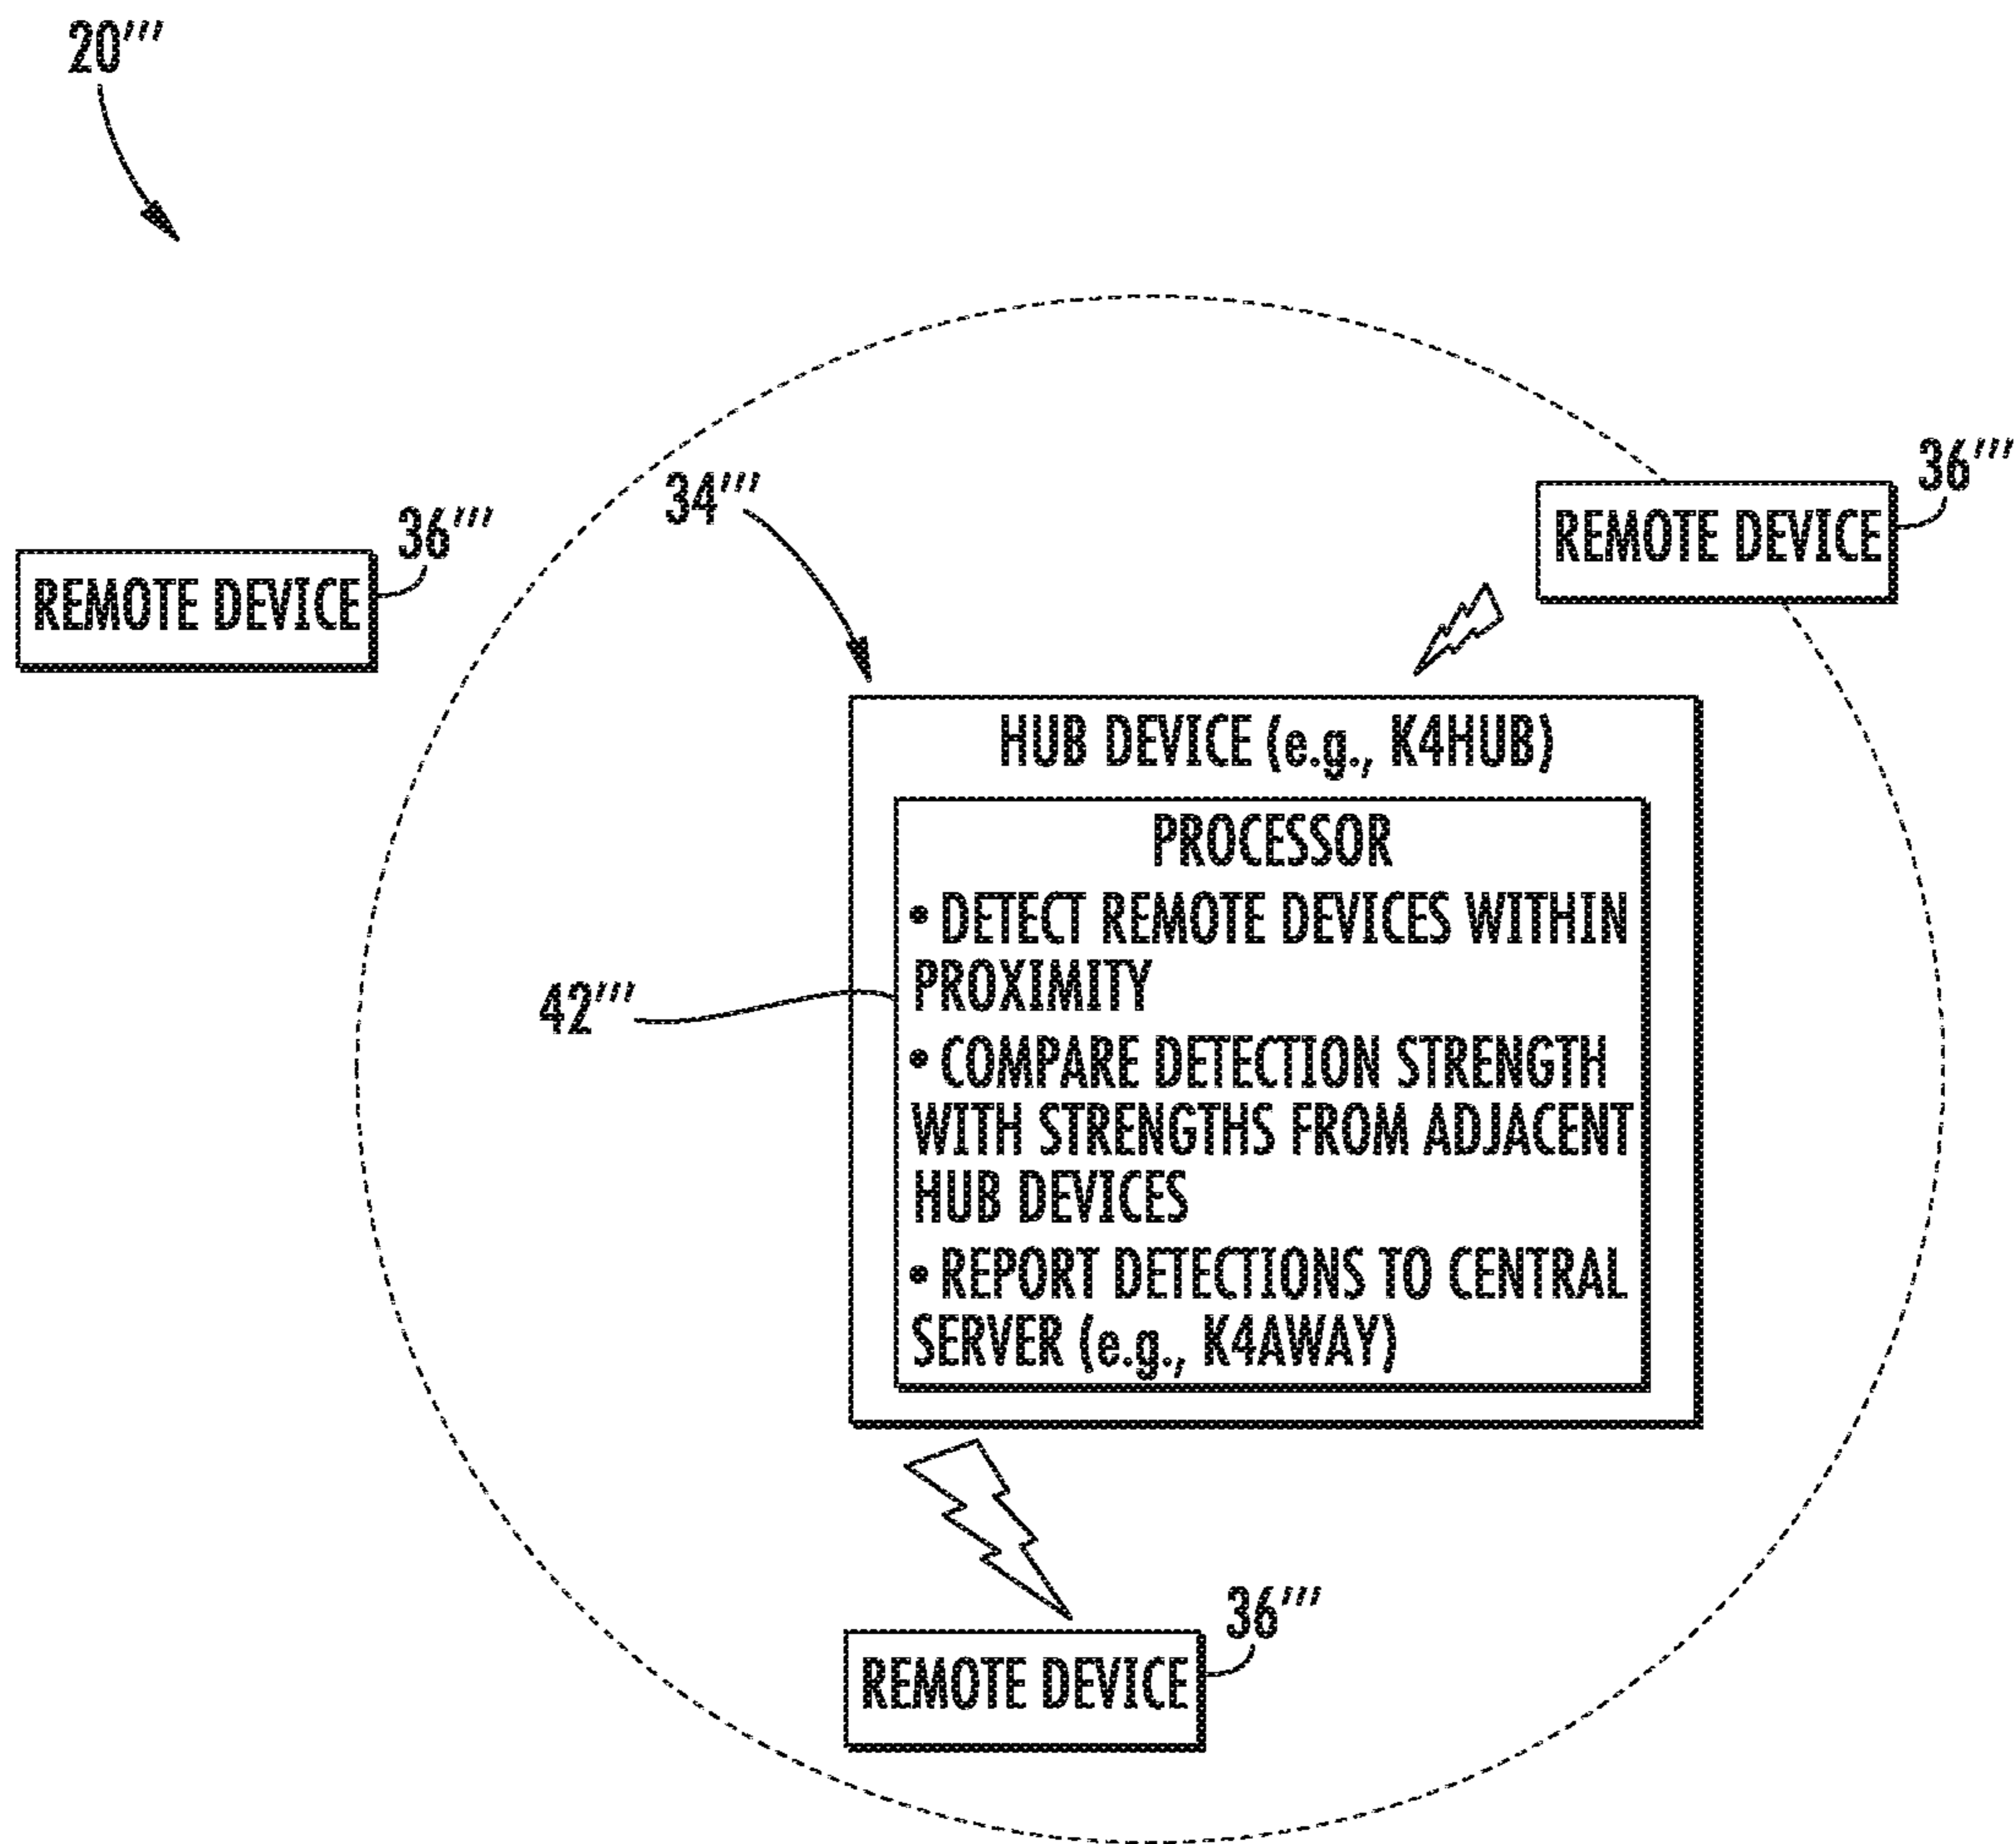 20'''
34'''
36'''
REMOTE DEVICE
36'''
REMOTE DEVICE
HUB DEVICE (e.g., K4HUB)
PROCESSOR
• DETECT REMOTE DEVICES WITHIN
PROXIMITY
• COMPARE DETECTION STRENGTH
WITH STRENGTHS FROM ADJACENT
HUB DEVICES
• REPORT DETECTIONS TO CENTRAL
SERVER (e.g., K4AWAY)
42'''
36'''
REMOTE DEVICE